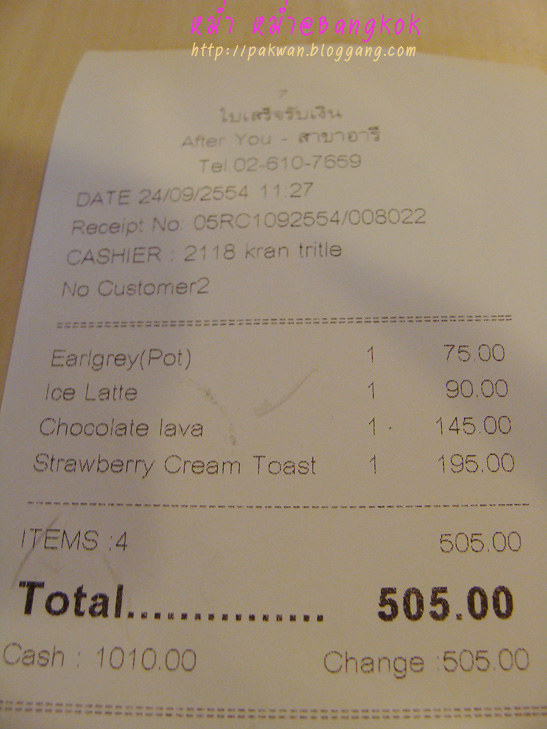 หม่ำ หม่ำ@Bangkok
http://pakwan.bloggang.com
7
ใบเสร็จรับเงิน
After You - สาขาอารี
Tel.02-610-7659
DATE 24/09/2554 11:27
Receipt No: 05RC1092554/008022
CASHIER : 2118 kran tritle
No Customer2
Earlgrey(Pot) 1 75.00
Ice Latte 1 90.00
Chocolate lava 1 145.00
Strawberry Cream Toast 1 195.00
ITEMS :4 505.00
Total............... 505.00
Cash : 1010.00 Change :505.00